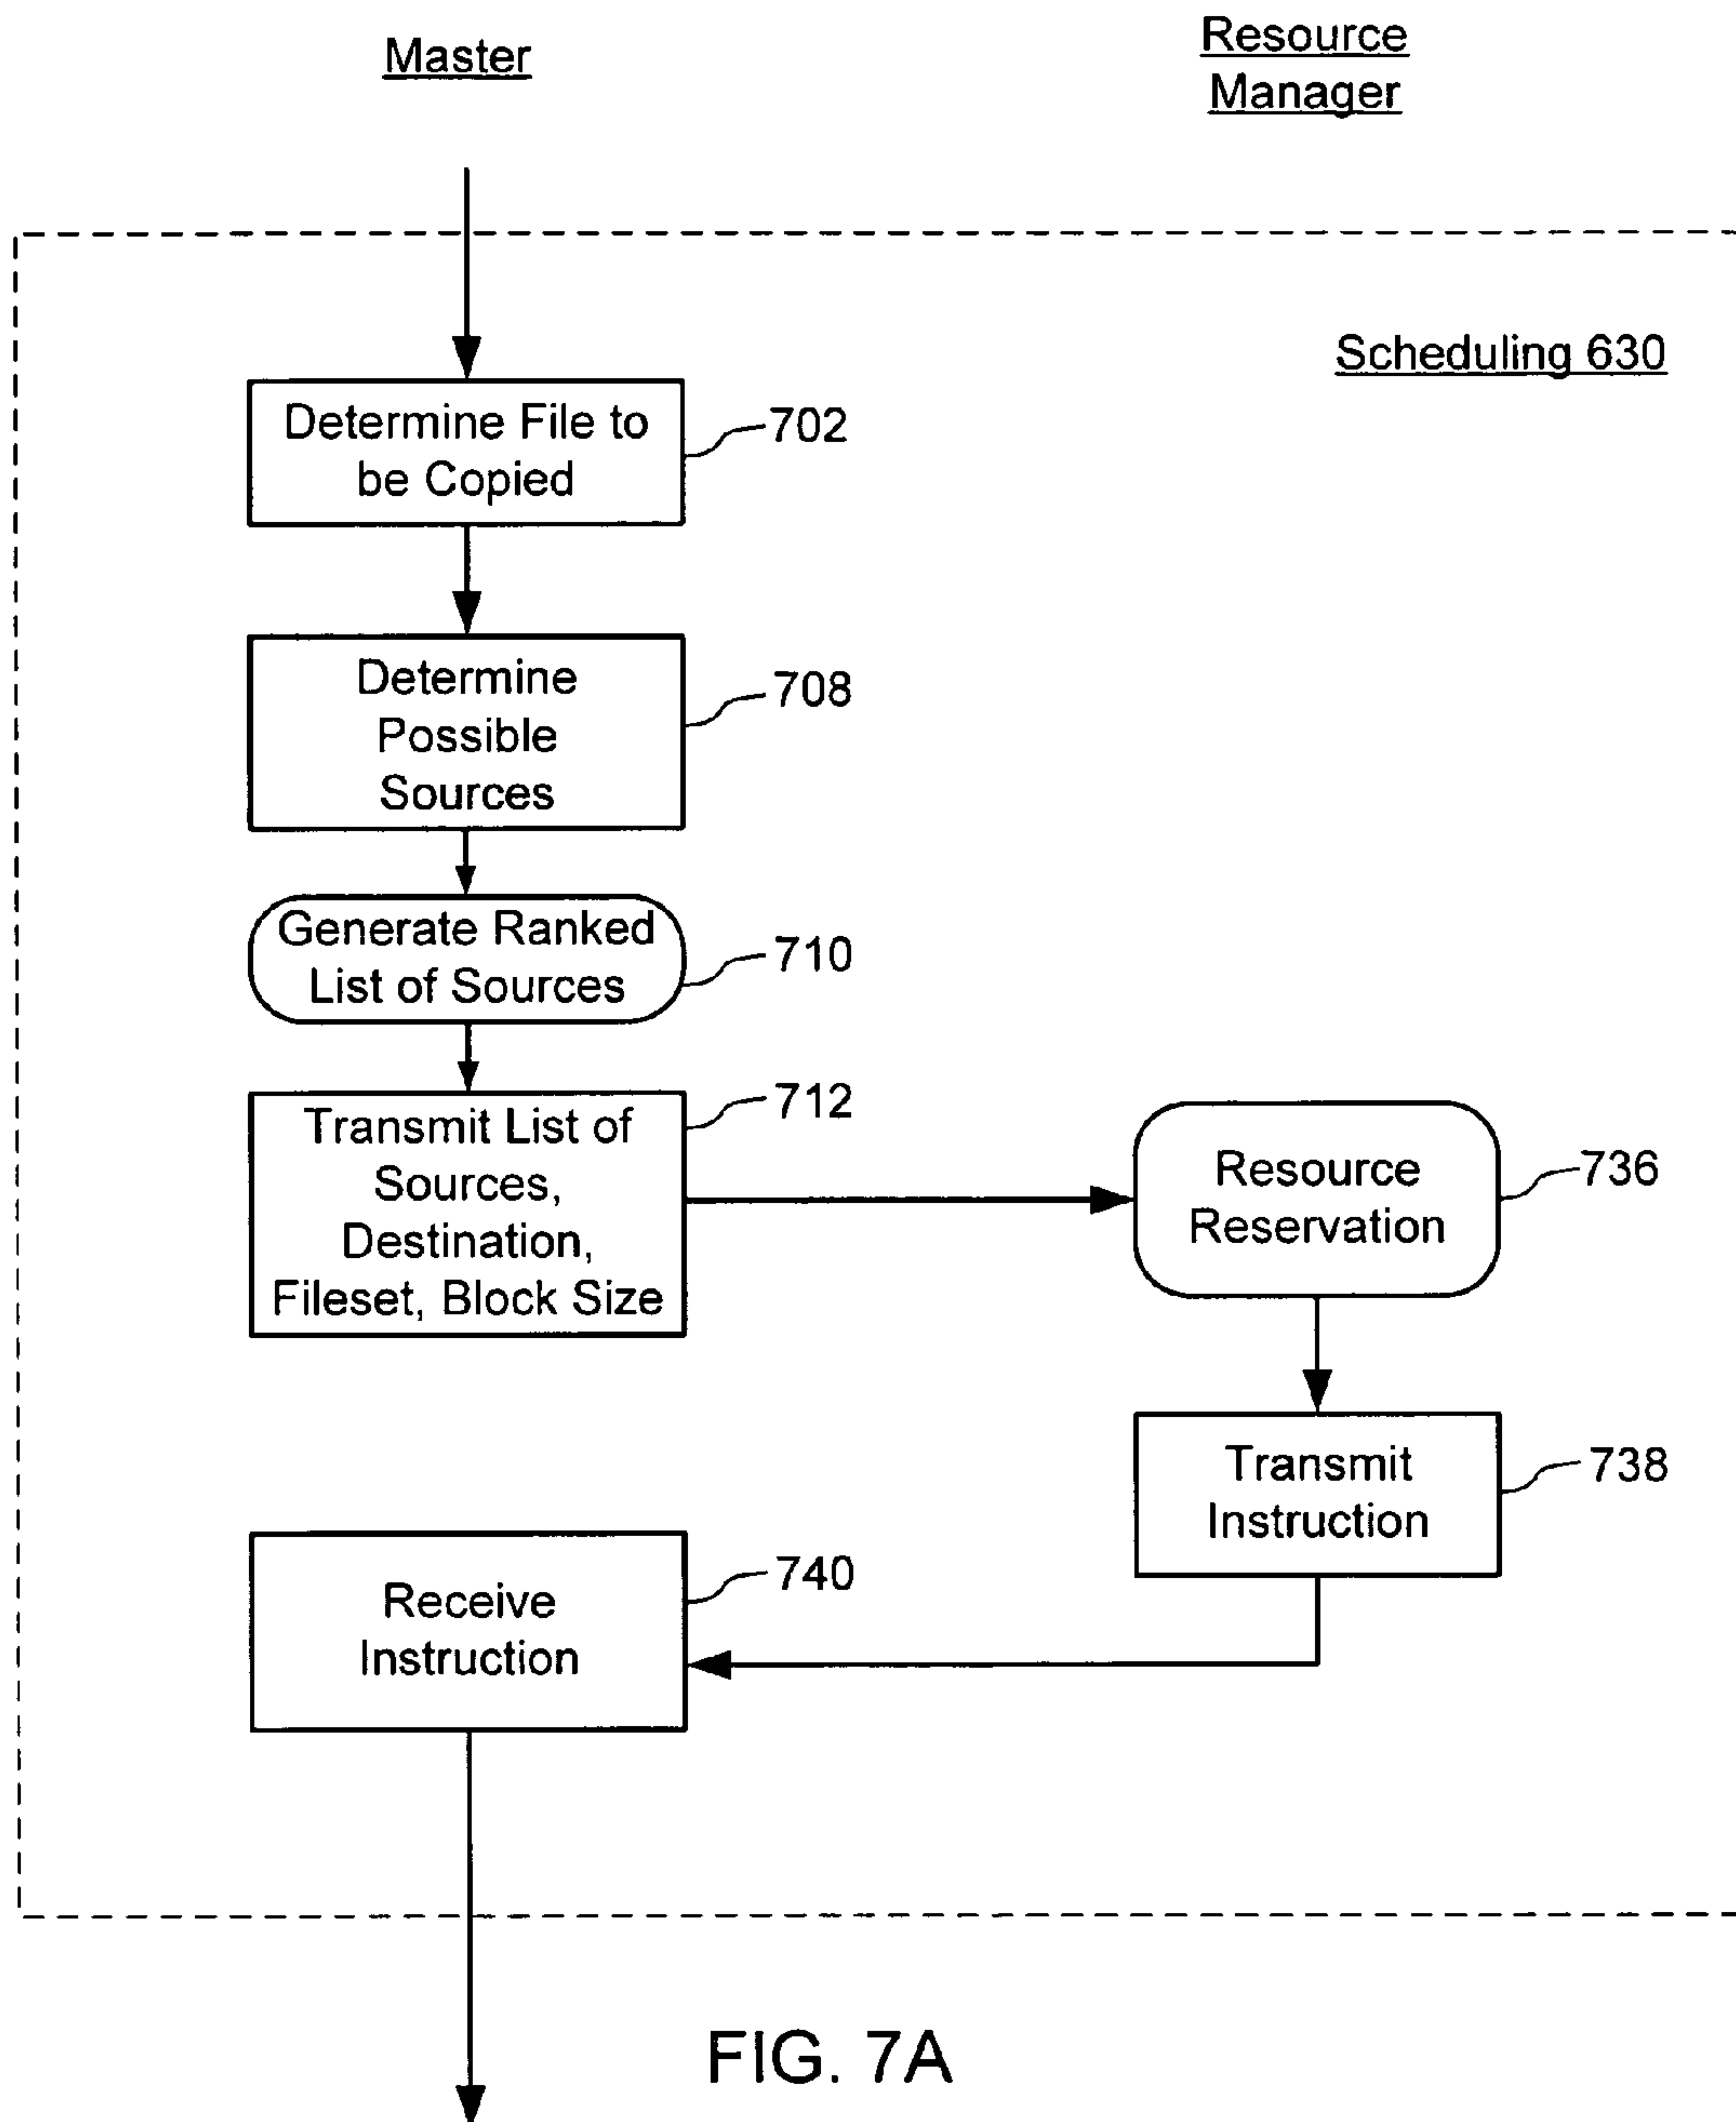 Master
Resource
Manager
Scheduling 630
Determine File to
be Copied
702
Determine
Possible
Sources
708
Generate Ranked
List of Sources
710
Transmit List of
Sources,
Destination,
Fileset, Block Size
712
Resource
Reservation
736
Transmit
Instruction
738
Receive
Instruction
740
FIG. 7A